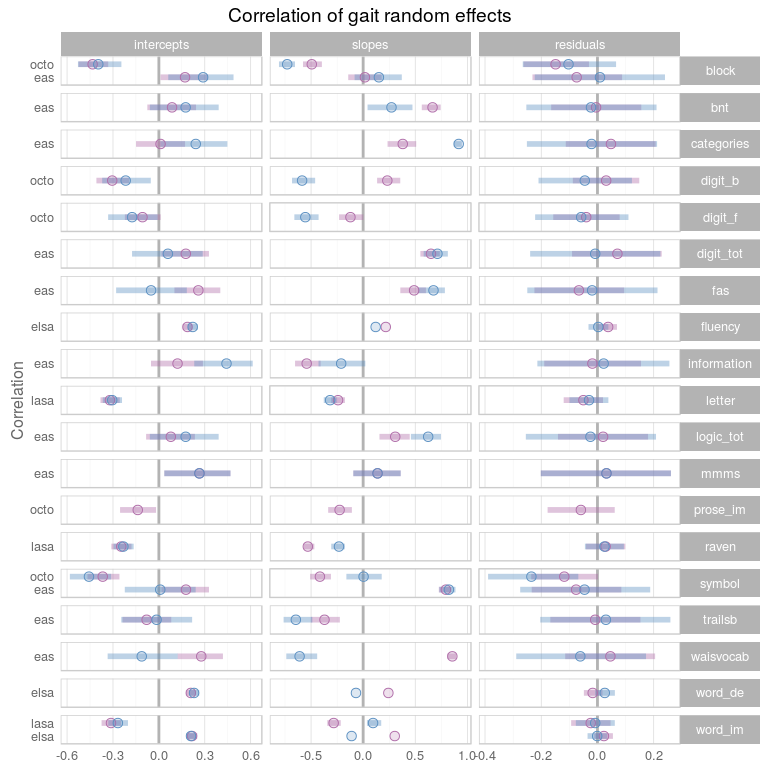 Correlation of gait random effects
intercepts slopes residuals
octo
eas block
eas bnt
eas categories
octo digit_b
octo digit_f
eas digit_tot
eas fas
elsa fluency
eas information
lasa letter
eas logic_tot
eas mmms
octo prose_im
lasa raven
octo
eas symbol
eas trailsb
eas waisvocab
elsa word_de
lasa
elsa word_im
Correlation
-0.6 -0.3 0.0 0.3 0.6 -0.5 0.0 0.5 1.0 -0.4 -0.2 0.0 0.2